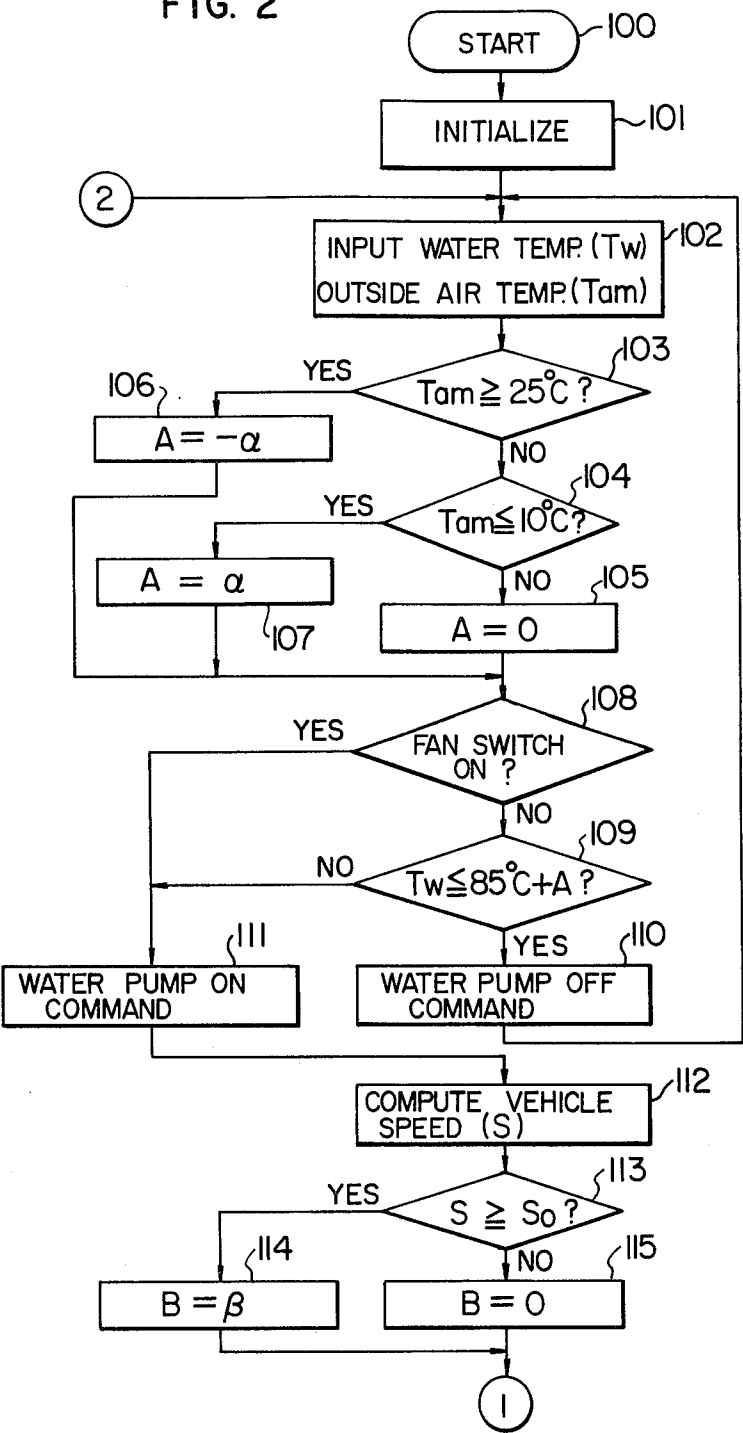 FIG. 2
START
100
INITIALIZE
101
2
INPUT WATER TEMP. (Tw)
OUTSIDE AIR TEMP. (Tam)
102
Tam ≧ 25°C ?
103
YES
NO
106
A = −α
Tam ≦ 10°C ?
104
YES
NO
A = α
107
105
A = 0
FAN SWITCH
ON ?
108
YES
NO
Tw ≦ 85°C + A ?
109
NO
YES
111
WATER PUMP ON
COMMAND
110
WATER PUMP OFF
COMMAND
COMPUTE VEHICLE
SPEED (S)
112
S ≧ So ?
113
YES
NO
114
B = β
115
B = 0
1